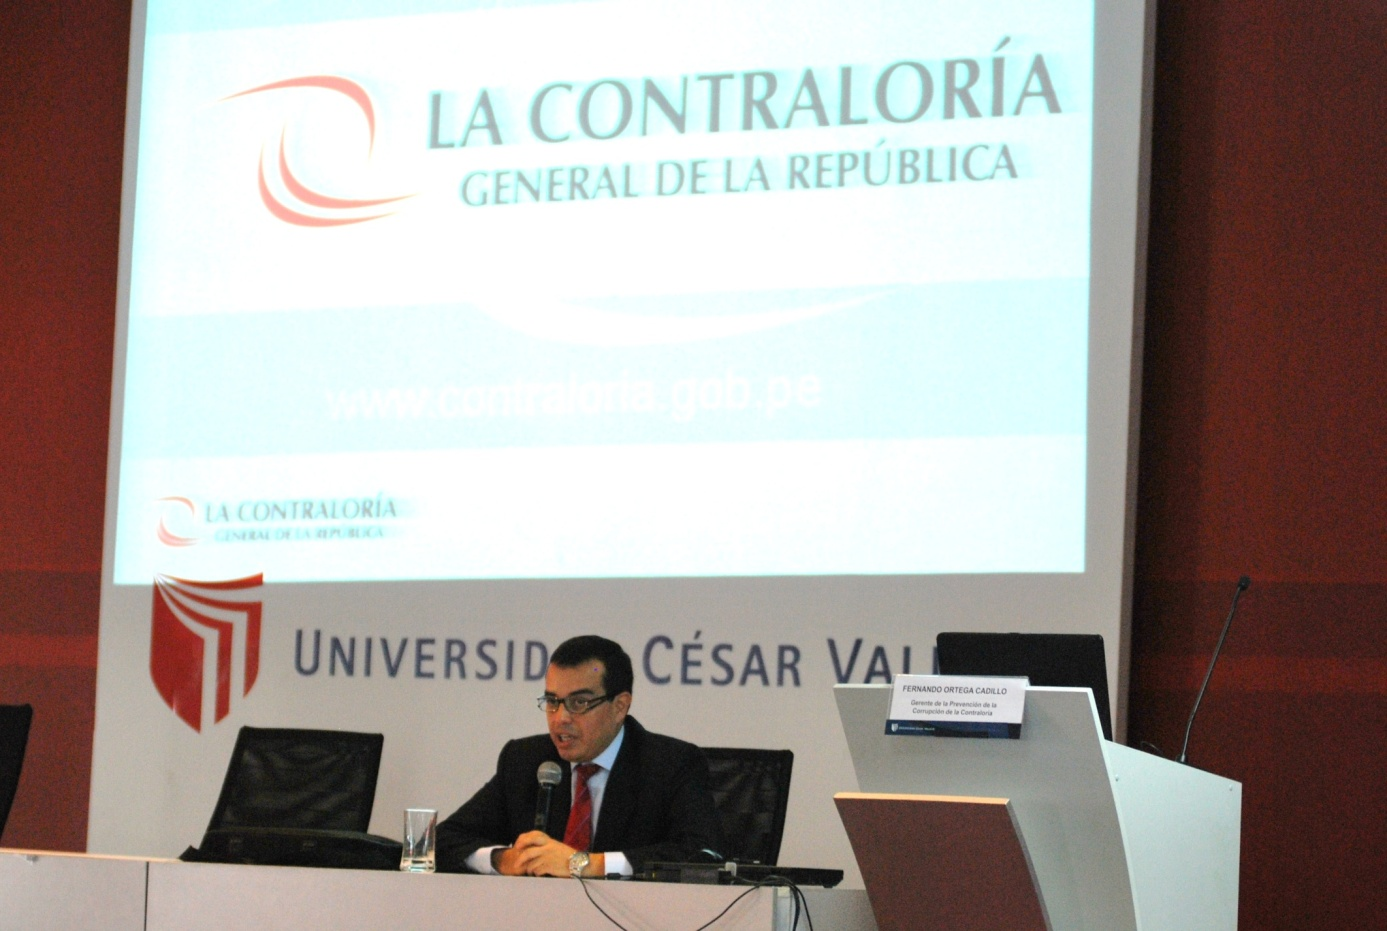 LA CONTRALORÍA
GENERAL DE LA REPÚBLICA
www.contraloria.gob.pe
LA CONTRALORÍA
GENERAL DE LA REPÚBLICA
UNIVERSID CÉSAR VALL
FERNANDO ORTEGA CADILLO
Gerente de la Prevención de la
Corrupción de la Contraloría